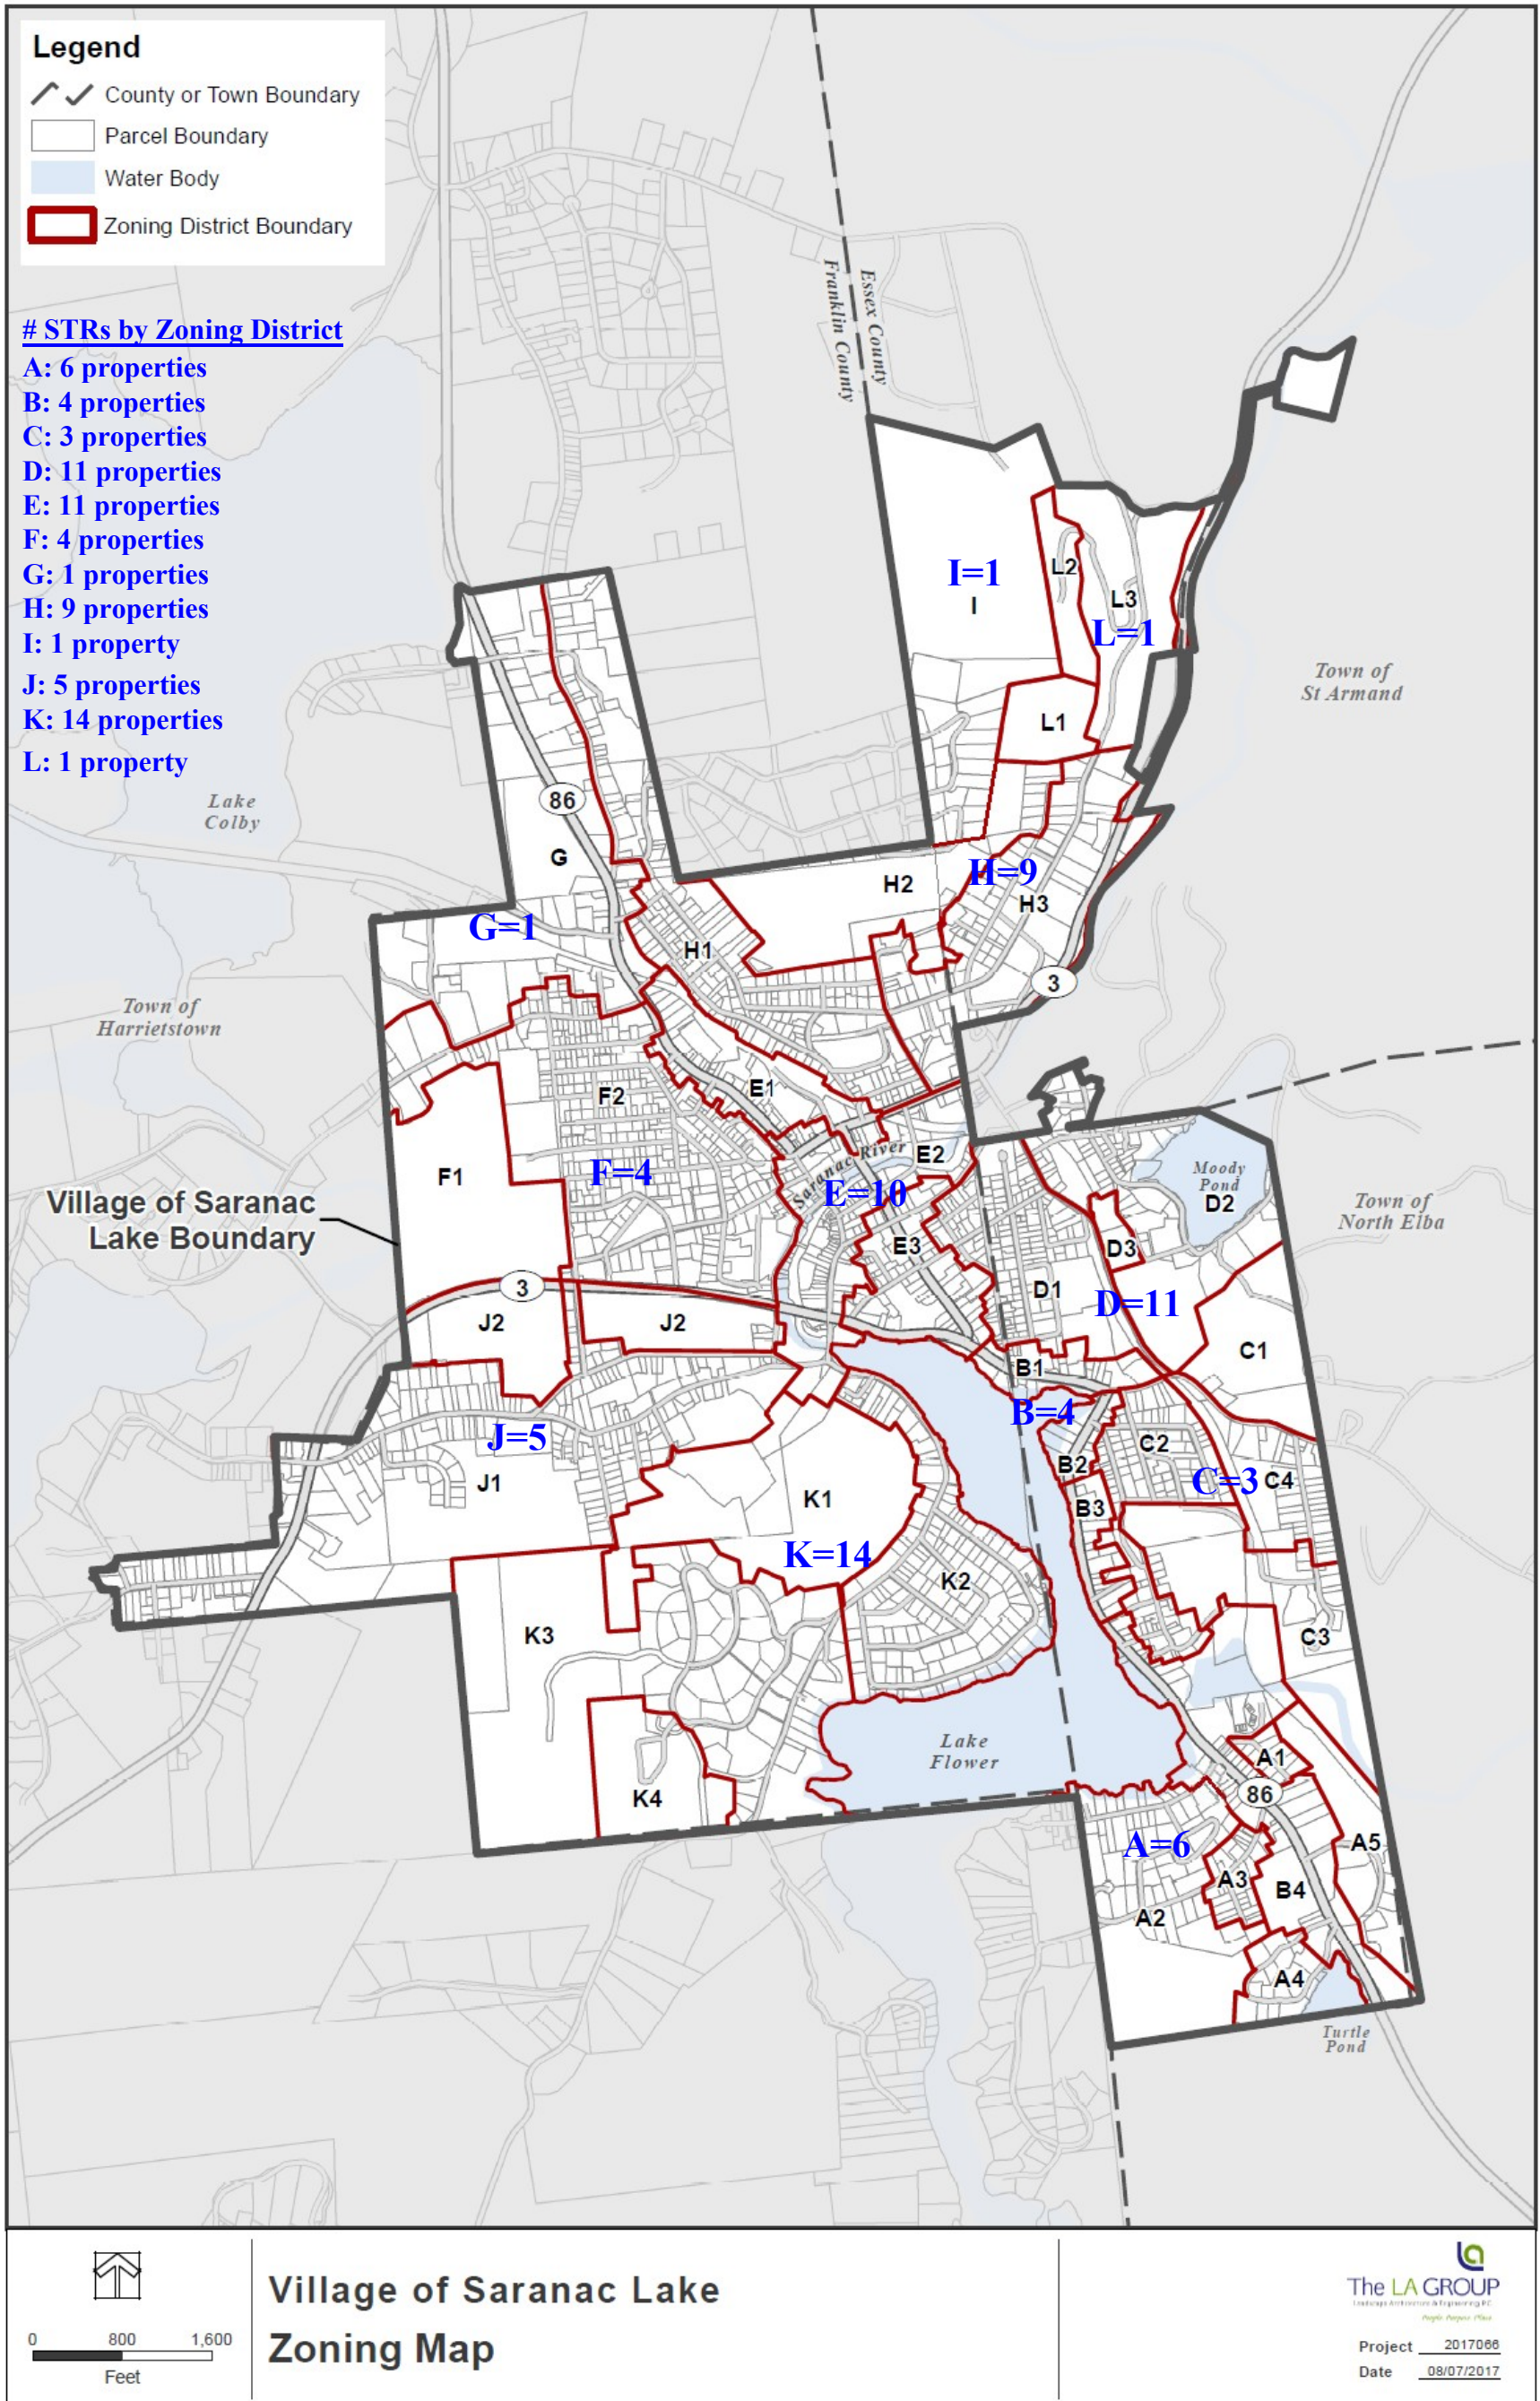 Legend
County or Town Boundary
Parcel Boundary
Water Body
Zoning District Boundary
# STRs by Zoning District
A: 6 properties
B: 4 properties
C: 3 properties
D: 11 properties
E: 11 properties
F: 4 properties
G: 1 properties
H: 9 properties
I: 1 property
J: 5 properties
K: 14 properties
L: 1 property
Franklin County
Essex County
I=1
I
L2
L3
L=1
L1
Town of
St Armand
Lake
Colby
86
G
G=1
H2
H=9
H3
H1
3
Town of
Harrietstown
F2
E1
F1
F=4
Saranac River
E2
E=10
E3
Moody
Pond
D2
Town of
North Elba
Village of Saranac
Lake Boundary
D3
D1
D=11
3
J2
J2
C1
B1
B=4
J=5
J1
C2
B2
C=3
C4
B3
K1
K=14
K2
K3
C3
Lake
Flower
K4
A1
86
A=6
A5
A3
B4
A2
A4
Turtle
Pond
0 800 1,600
Feet
Village of Saranac Lake
Zoning Map
The LA GROUP
Landscape Architecture & Engineering P.C.
People. Purpose. Place.
Project 2017066
Date 08/07/2017